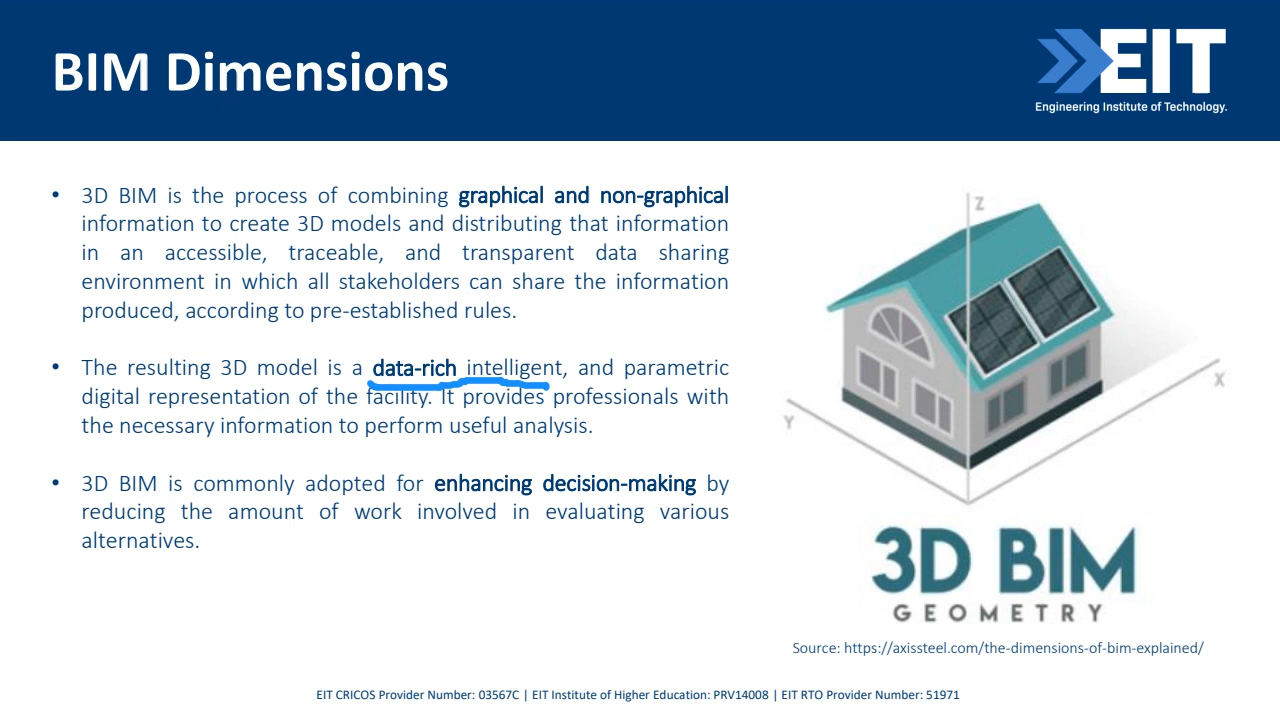 BIM Dimensions
EIT
Engineering Institute of Technology.
• 3D BIM is the process of combining graphical and non-graphical
information to create 3D models and distributing that information
in an accessible, traceable, and transparent data sharing
environment in which all stakeholders can share the information
produced, according to pre-established rules.
• The resulting 3D model is a data-rich intelligent, and parametric
digital representation of the facility. It provides professionals with
the necessary information to perform useful analysis.
• 3D BIM is commonly adopted for enhancing decision-making by
reducing the amount of work involved in evaluating various
alternatives.
Z
X
Y
3D BIM
GEOMETRY
Source: https://axissteel.com/the-dimensions-of-bim-explained/
EIT CRICOS Provider Number: 03567C | EIT Institute of Higher Education: PRV14008 | EIT RTO Provider Number: 51971